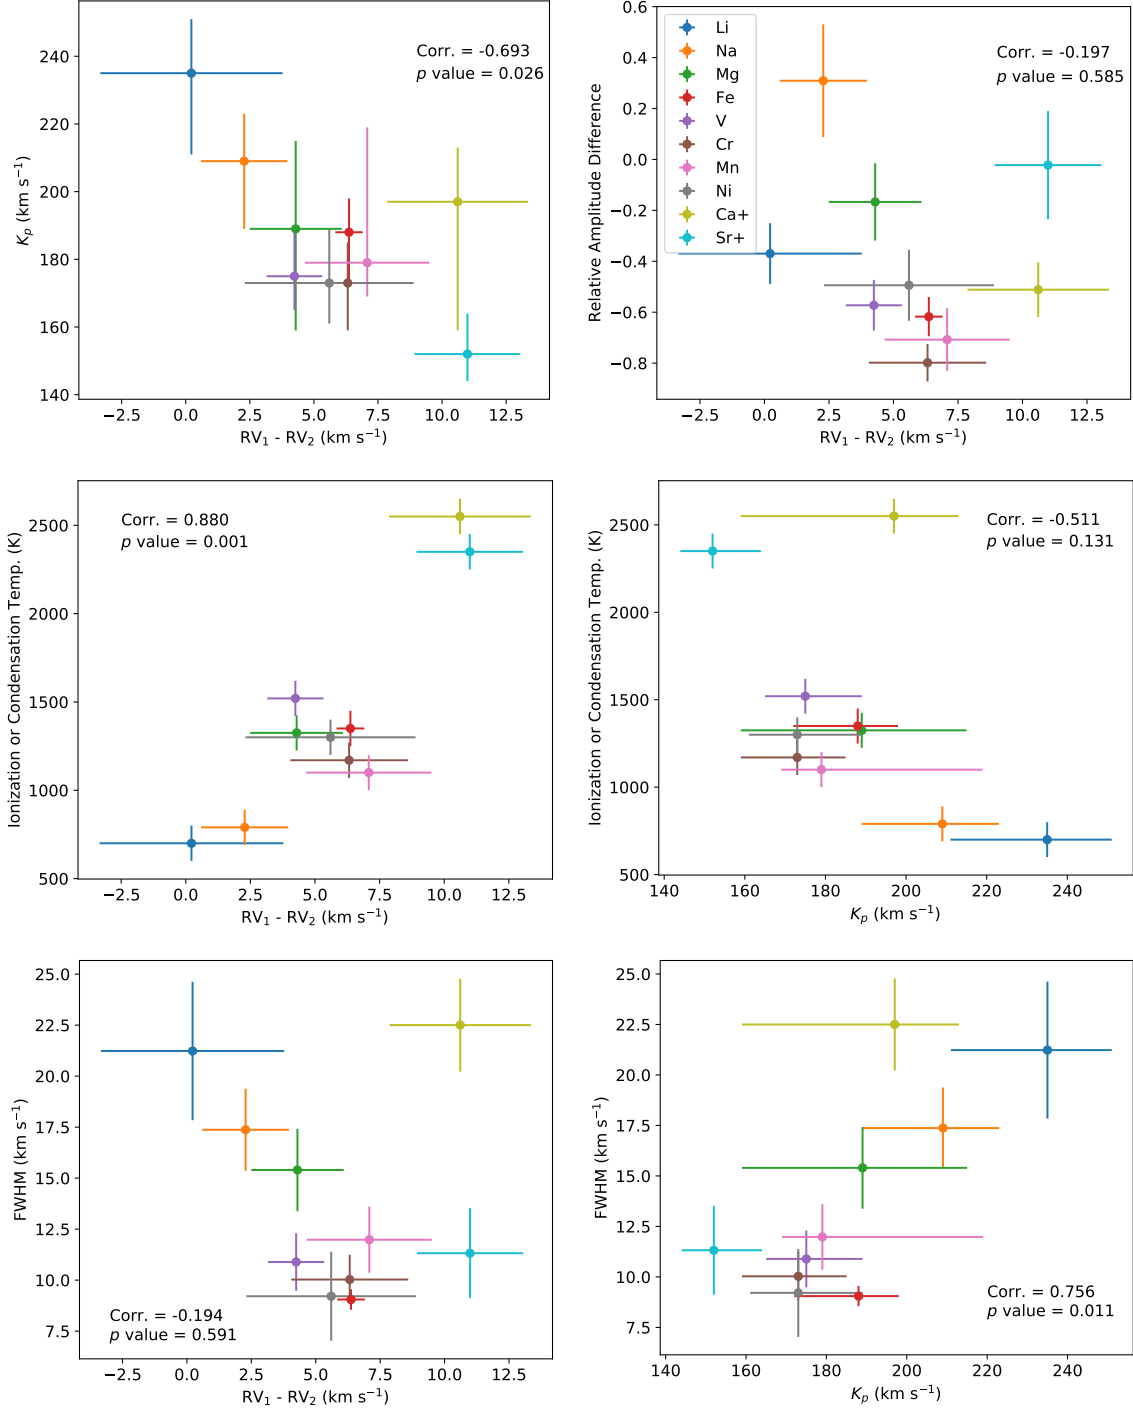 Corr. = -0.693
p value = 0.026
240
220
200
180
160
140
K_p (km s⁻¹)
−2.5 0.0 2.5 5.0 7.5 10.0 12.5
RV₁ - RV₂ (km s⁻¹)
Li
Na
Mg
Fe
V
Cr
Mn
Ni
Ca+
Sr+
Corr. = -0.197
p value = 0.585
0.6
0.4
0.2
0.0
−0.2
−0.4
−0.6
−0.8
Relative Amplitude Difference
−2.5 0.0 2.5 5.0 7.5 10.0 12.5
RV₁ - RV₂ (km s⁻¹)
Corr. = 0.880
p value = 0.001
2500
2000
1500
1000
500
Ionization or Condensation Temp. (K)
−2.5 0.0 2.5 5.0 7.5 10.0 12.5
RV₁ - RV₂ (km s⁻¹)
Corr. = -0.511
p value = 0.131
2500
2000
1500
1000
500
Ionization or Condensation Temp. (K)
140 160 180 200 220 240
K_p (km s⁻¹)
25.0
22.5
20.0
17.5
15.0
12.5
10.0
7.5
FWHM (km s⁻¹)
Corr. = -0.194
p value = 0.591
−2.5 0.0 2.5 5.0 7.5 10.0 12.5
RV₁ - RV₂ (km s⁻¹)
25.0
22.5
20.0
17.5
15.0
12.5
10.0
7.5
FWHM (km s⁻¹)
Corr. = 0.756
p value = 0.011
140 160 180 200 220 240
K_p (km s⁻¹)